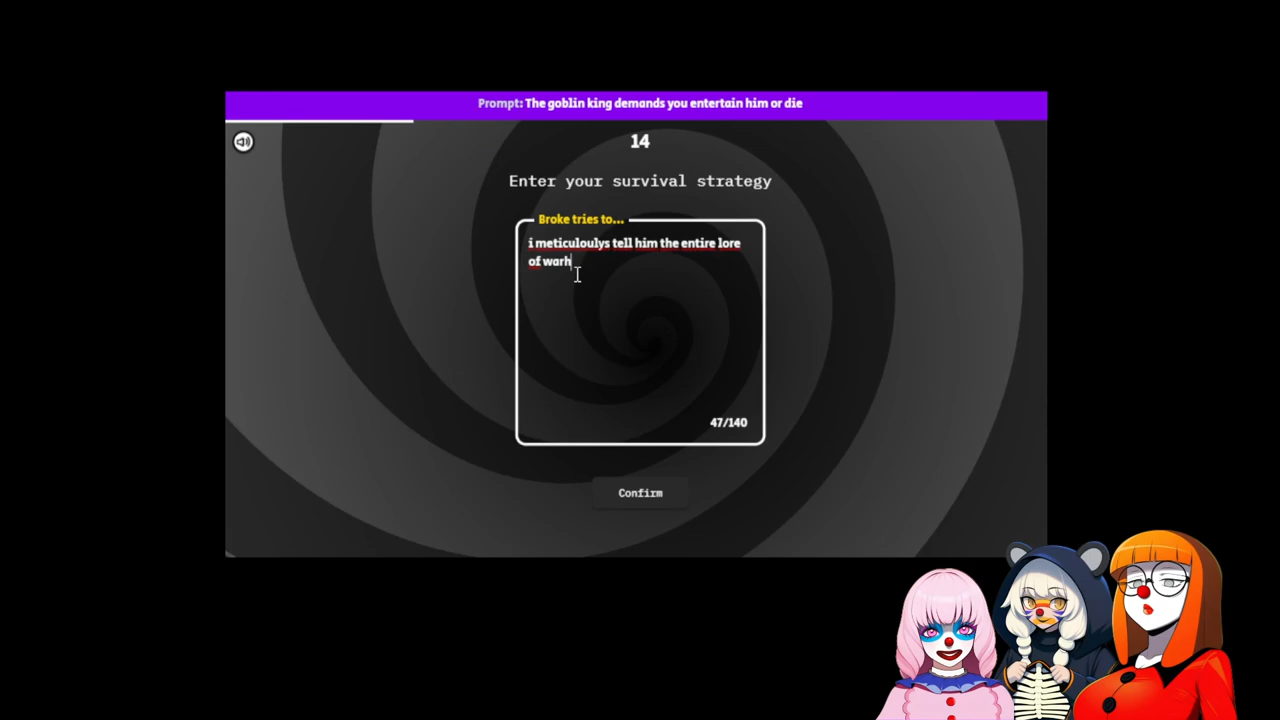 Prompt: The goblin king demands you entertain him or die
14
Enter your survival strategy
Broke tries to...
i meticuloulys tell him the entire lore
of warh
47/140
Confirm